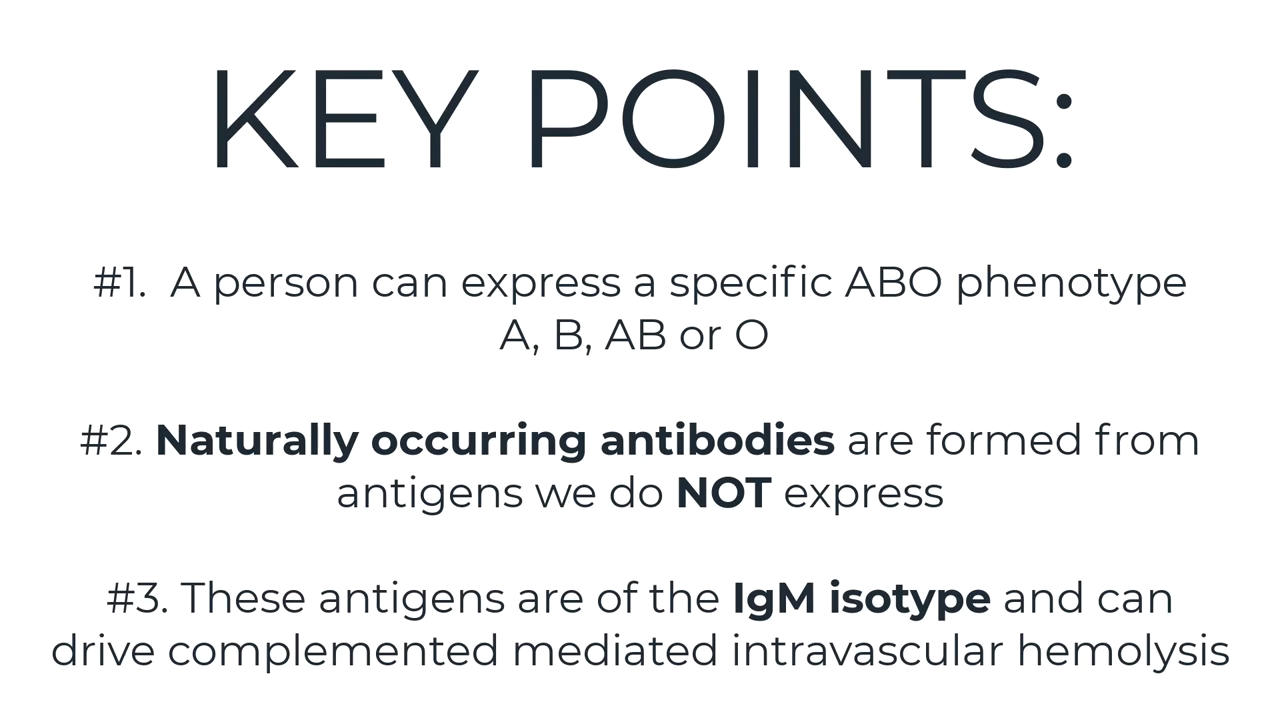 KEY POINTS:
#1. A person can express a specific ABO phenotype
A, B, AB or O
#2. Naturally occurring antibodies are formed from
antigens we do NOT express
#3. These antigens are of the IgM isotype and can
drive complemented mediated intravascular hemolysis